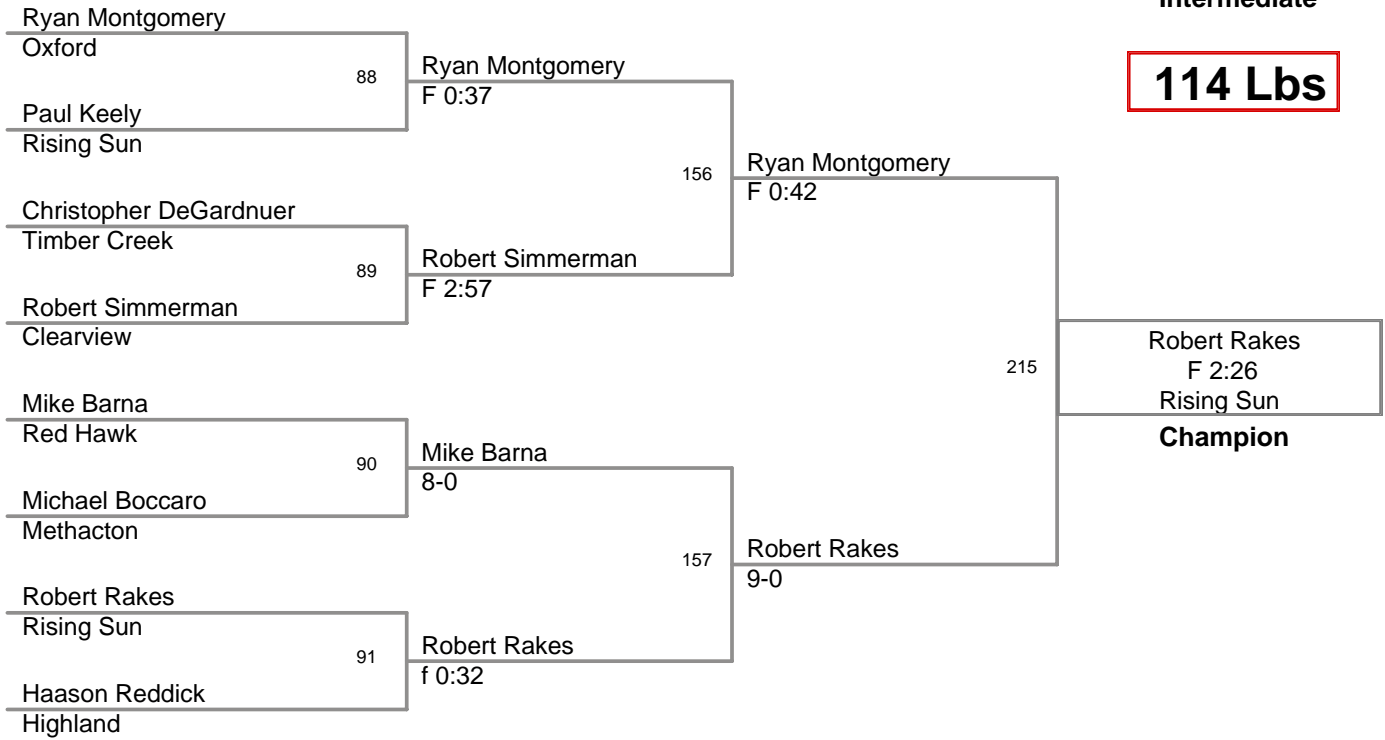 Intermediate
114 Lbs
Ryan Montgomery
Oxford
88
Paul Keely
Rising Sun
Christopher DeGardnuer
Timber Creek
89
Robert Simmerman
Clearview
Mike Barna
Red Hawk
90
Michael Boccaro
Methacton
Robert Rakes
Rising Sun
91
Haason Reddick
Highland
Ryan Montgomery
F 0:37
156
Robert Simmerman
F 2:57
Mike Barna
8-0
157
Robert Rakes
f 0:32
Ryan Montgomery
F 0:42
215
Robert Rakes
9-0
Robert Rakes
F 2:26
Rising Sun
Champion